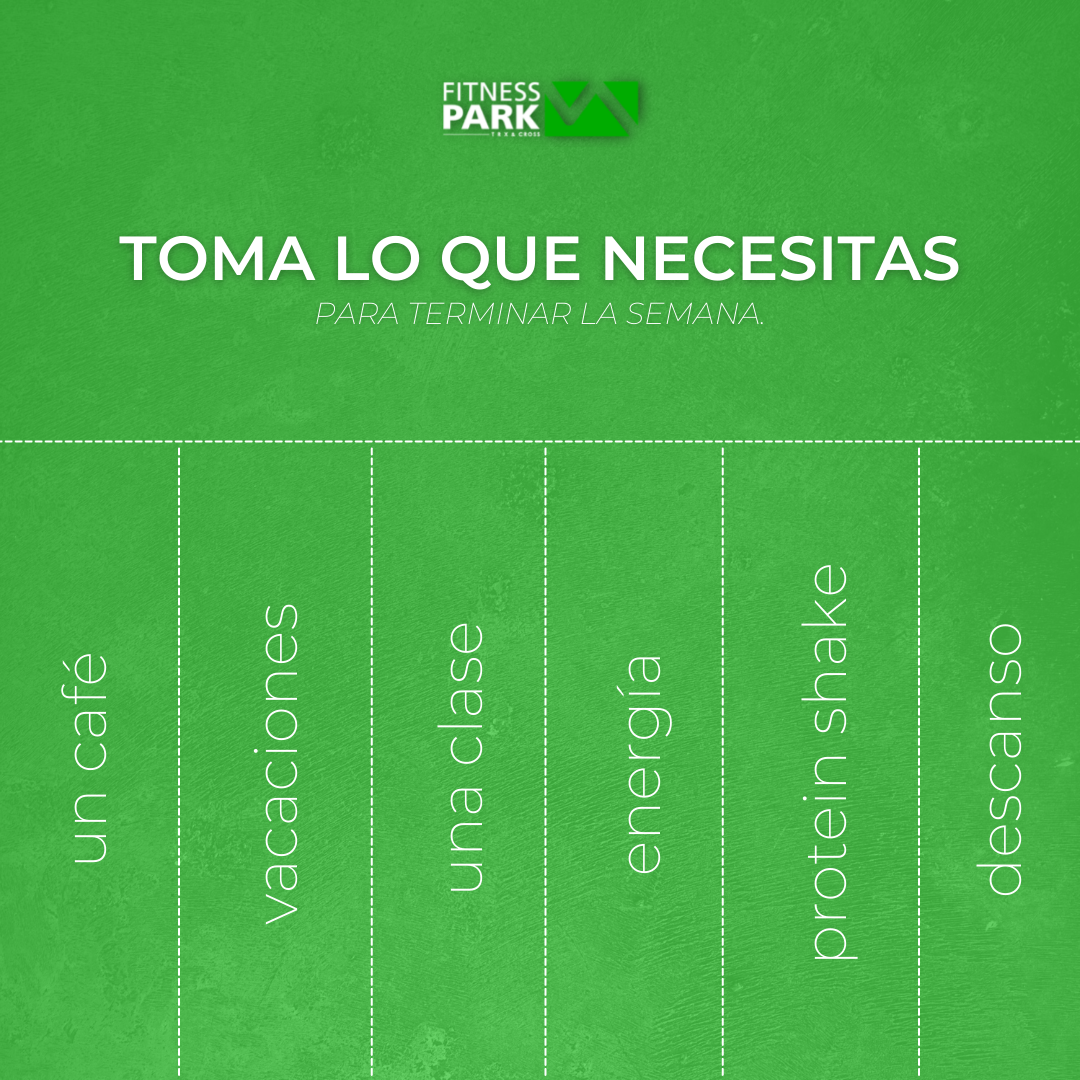 FITNESS
PARK
TRX & CROSS
TOMA LO QUE NECESITAS
PARA TERMINAR LA SEMANA.
un café
vacaciones
una clase
energía
protein shake
descanso